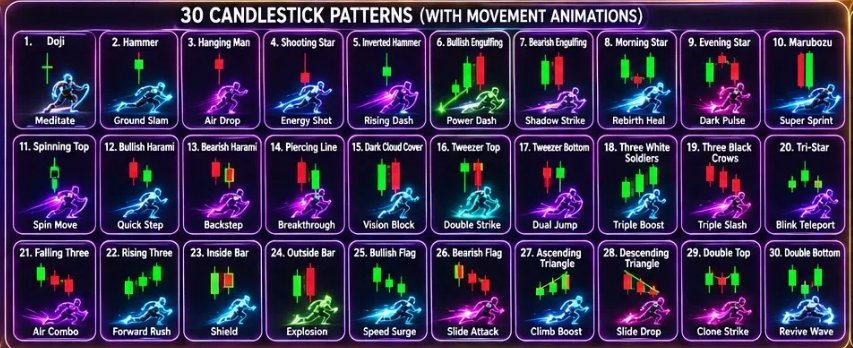 30 CANDLESTICK PATTERNS (WITH MOVEMENT ANIMATIONS)
1. Doji
Meditate
2. Hammer
Ground Slam
3. Hanging Man
Air Drop
4. Shooting Star
Energy Shot
5. Inverted Hammer
Rising Dash
6. Bullish Engulfing
Power Dash
7. Bearish Engulfing
Shadow Strike
8. Morning Star
Rebirth Heal
9. Evening Star
Dark Pulse
10. Marubozu
Super Sprint
11. Spinning Top
Spin Move
12. Bullish Harami
Quick Step
13. Bearish Harami
Backstep
14. Piercing Line
Breakthrough
15. Dark Cloud Cover
Vision Block
16. Tweezer Top
Double Strike
17. Tweezer Bottom
Dual Jump
18. Three White
Soldiers
Triple Boost
19. Three Black
Crows
Triple Slash
20. Tri-Star
Blink Teleport
21. Falling Three
Air Combo
22. Rising Three
Forward Rush
23. Inside Bar
Shield
24. Outside Bar
Explosion
25. Bullish Flag
Speed Surge
26. Bearish Flag
Slide Attack
27. Ascending
Triangle
Climb Boost
28. Descending
Triangle
Slide Drop
29. Double Top
Clone Strike
30. Double Bottom
Revive Wave